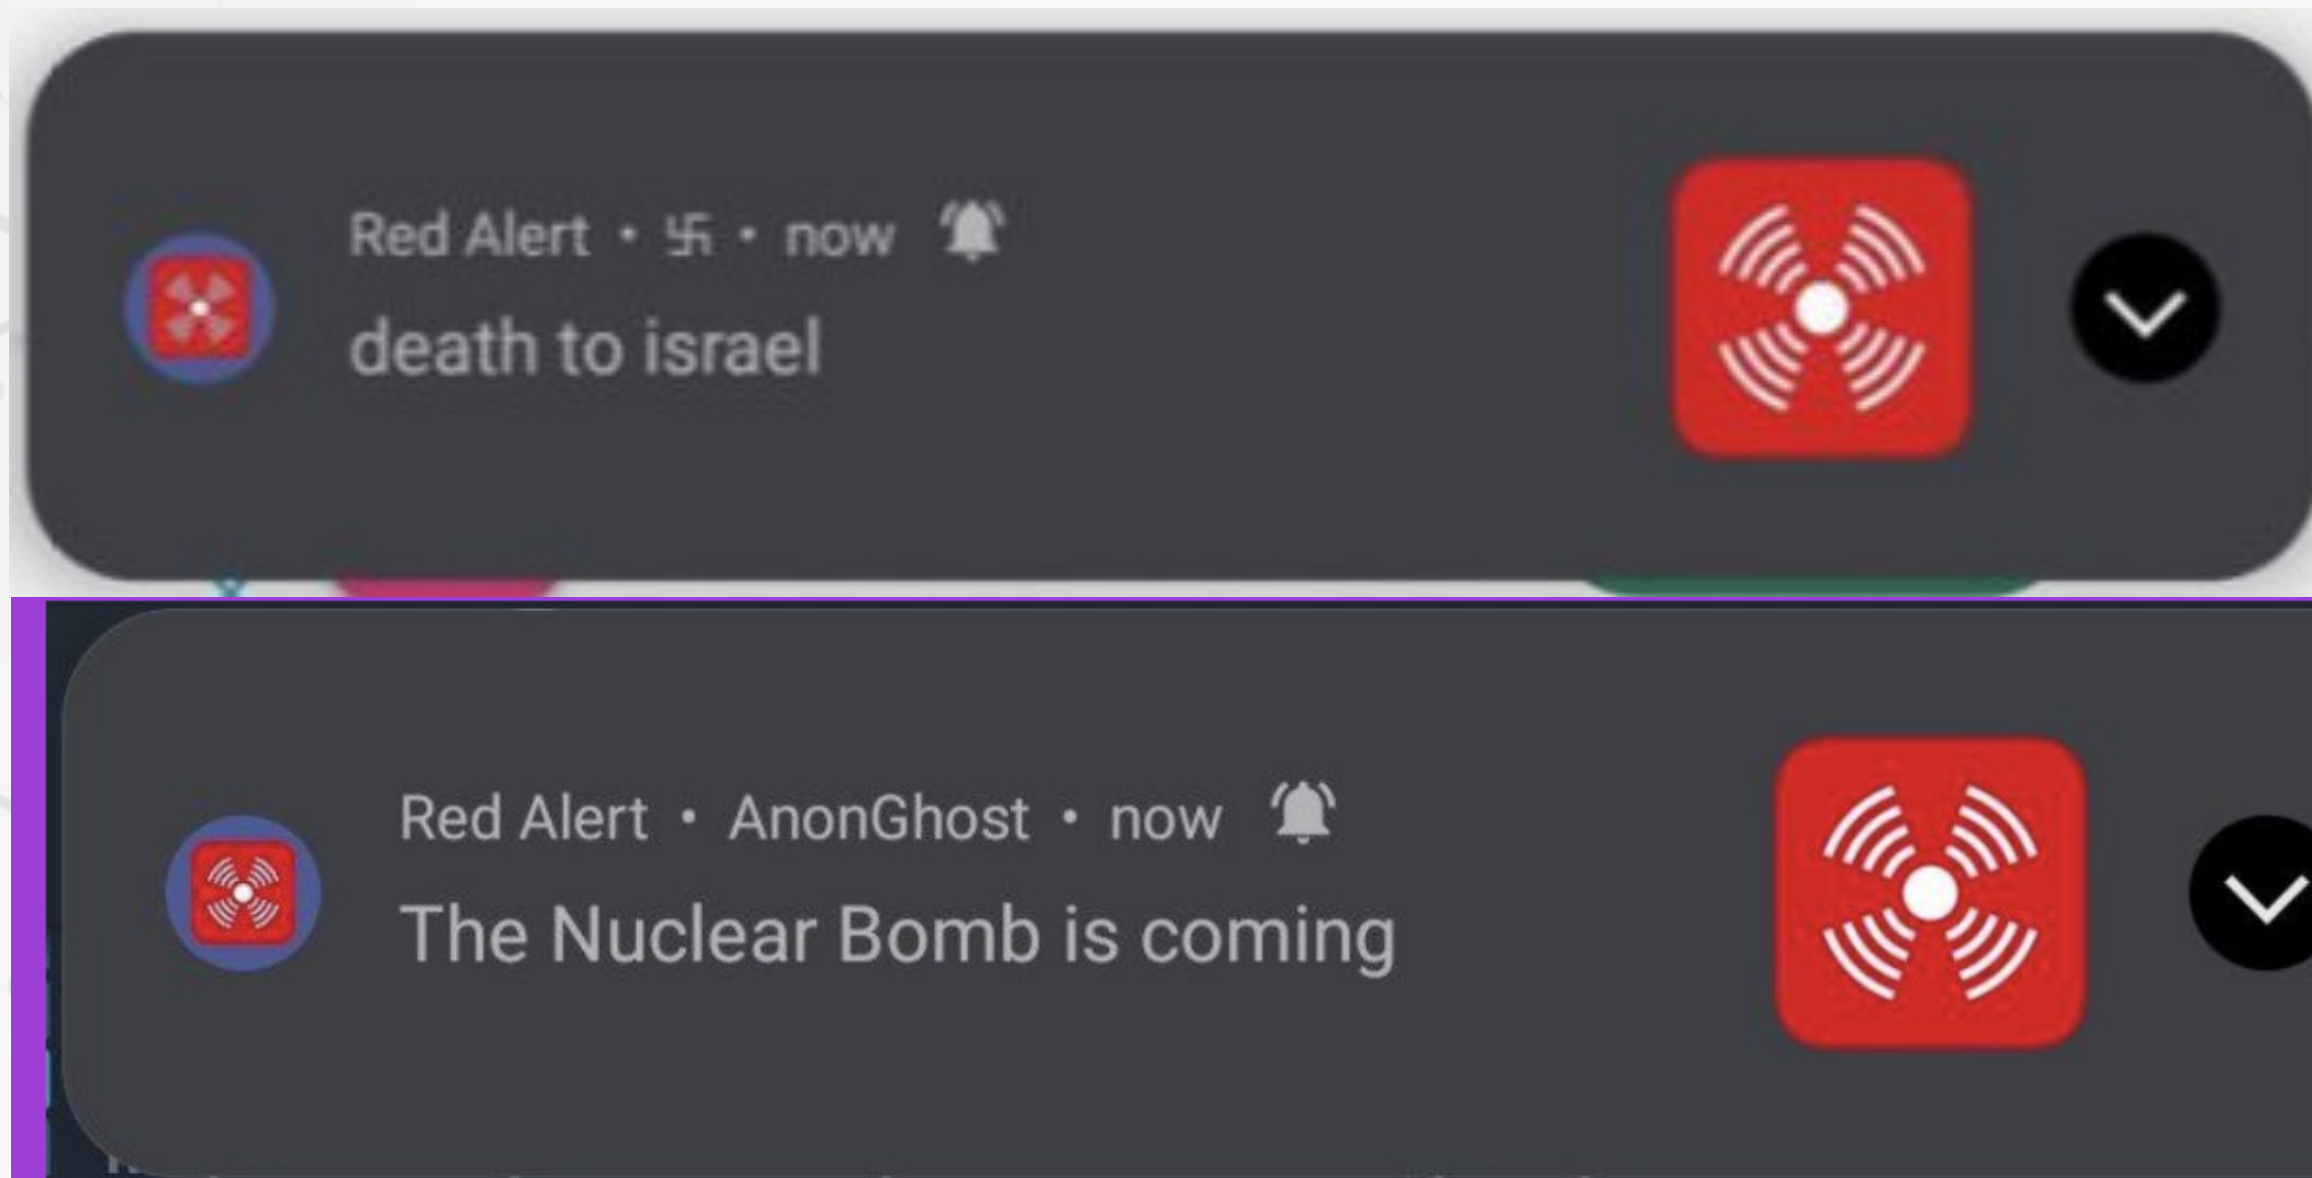 Red Alert • 卐 • now
death to israel
Red Alert • AnonGhost • now
The Nuclear Bomb is coming